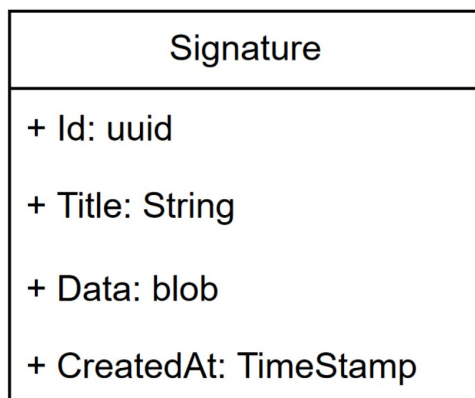 Signature
+ Id: uuid
+ Title: String
+ Data: blob
+ CreatedAt: TimeStamp